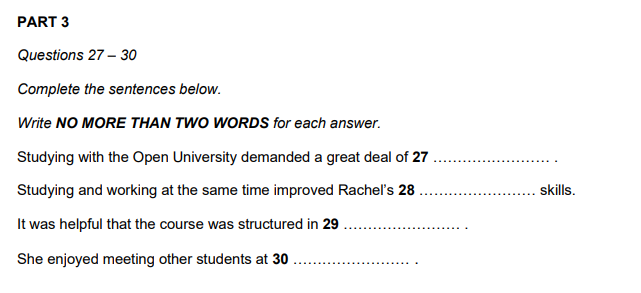 PART 3
Questions 27 – 30
Complete the sentences below.
Write NO MORE THAN TWO WORDS for each answer.
Studying with the Open University demanded a great deal of 27 ........................ .
Studying and working at the same time improved Rachel’s 28 ........................ skills.
It was helpful that the course was structured in 29 ........................ .
She enjoyed meeting other students at 30 ........................ .